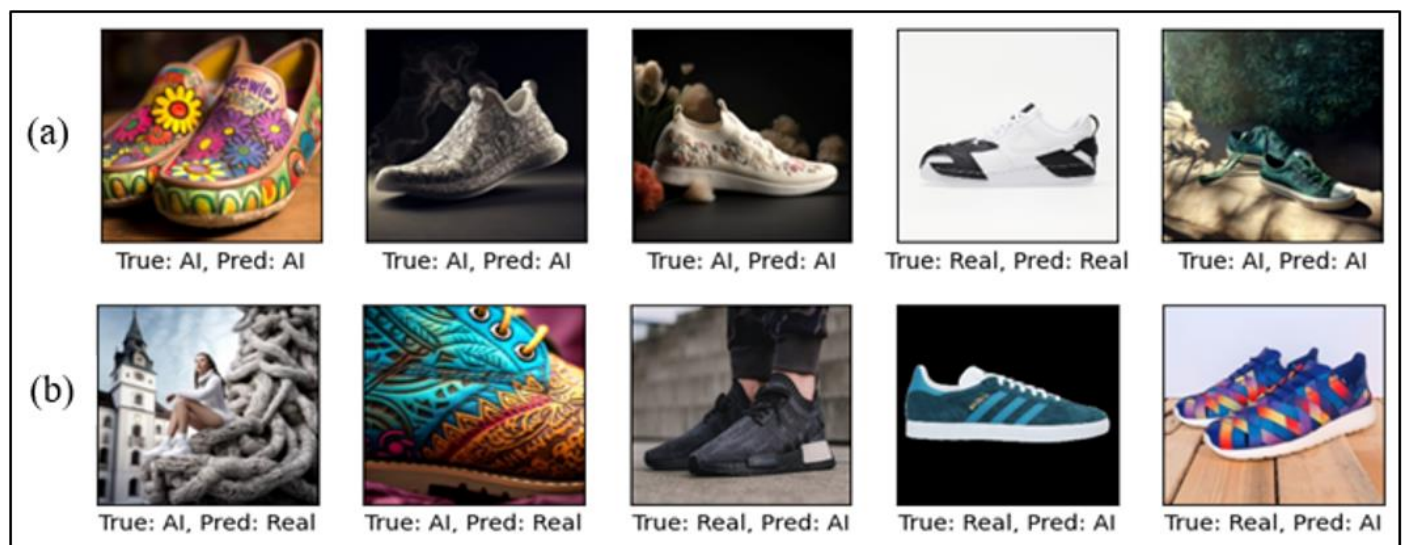 (a)
True: AI, Pred: AI
True: AI, Pred: AI
True: AI, Pred: AI
True: Real, Pred: Real
True: AI, Pred: AI
(b)
True: AI, Pred: Real
True: AI, Pred: Real
True: Real, Pred: AI
True: Real, Pred: AI
True: Real, Pred: AI